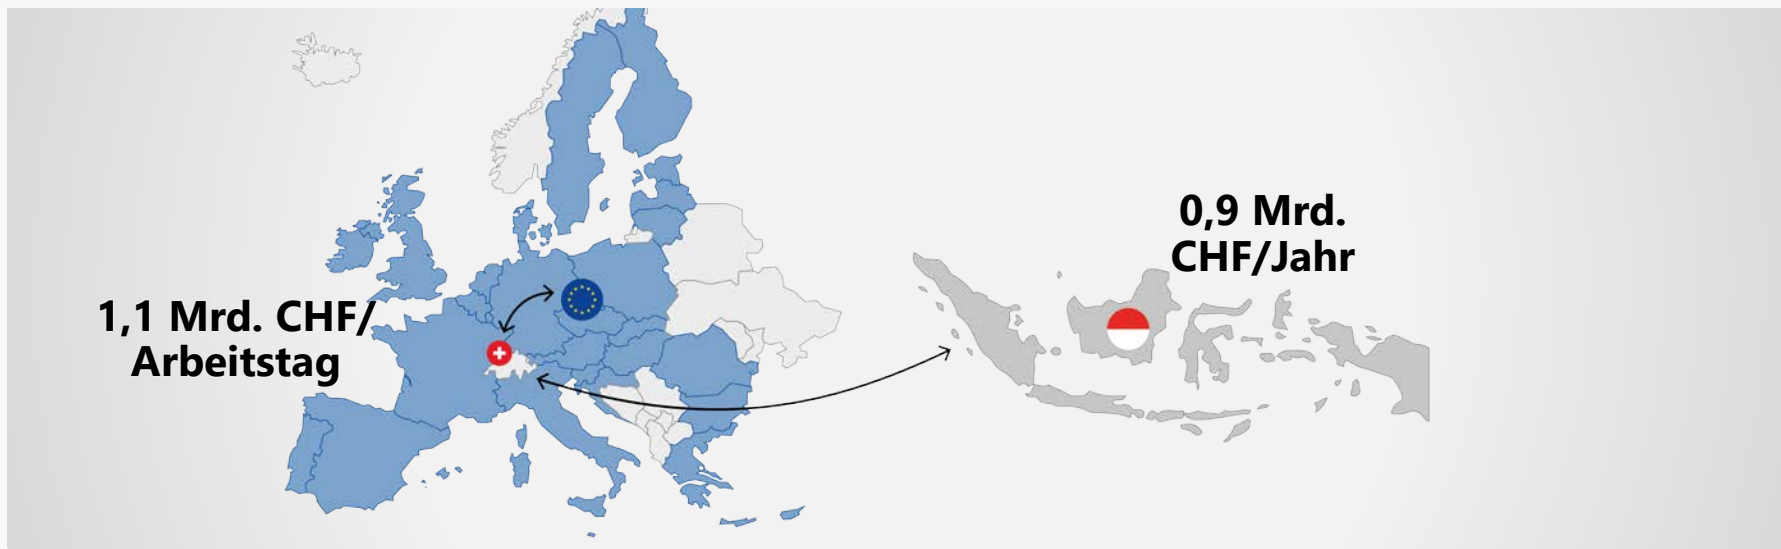 1,1 Mrd. CHF/
Arbeitstag
0,9 Mrd.
CHF/Jahr